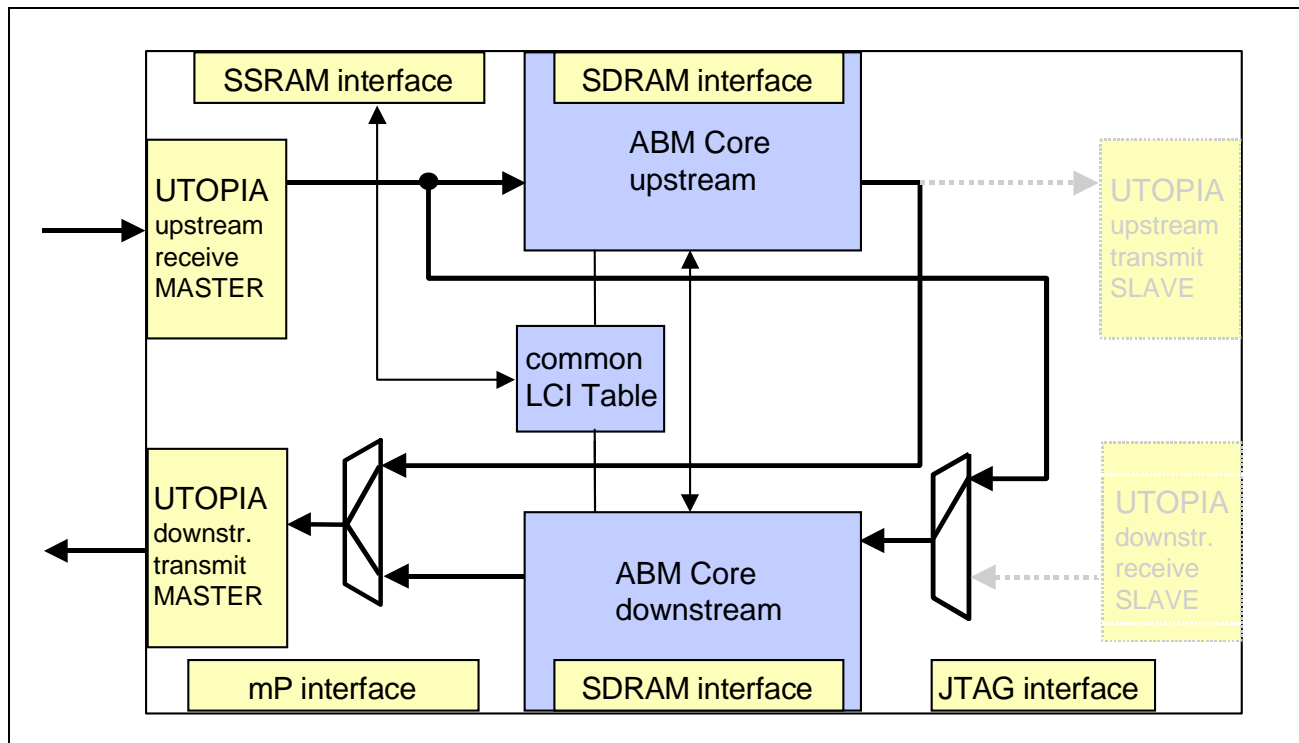 SSRAM interface
SDRAM interface
ABM Core
upstream
UTOPIA
upstream
receive
MASTER
UTOPIA
upstream
transmit
SLAVE
common
LCI Table
UTOPIA
downstr.
transmit
MASTER
ABM Core
downstream
UTOPIA
downstr.
receive
SLAVE
mP interface
SDRAM interface
JTAG interface